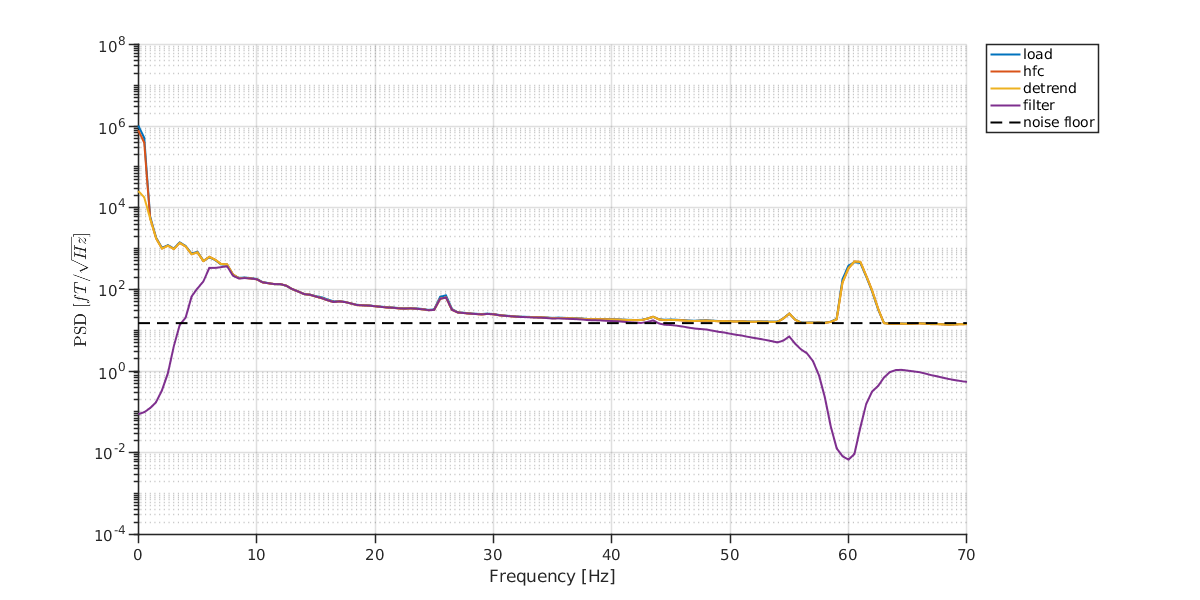 10^8
10^6
10^4
10^2
10^0
10^-2
10^-4
PSD [fT/√Hz]
0 10 20 30 40 50 60 70
Frequency [Hz]
load
hfc
detrend
filter
noise floor